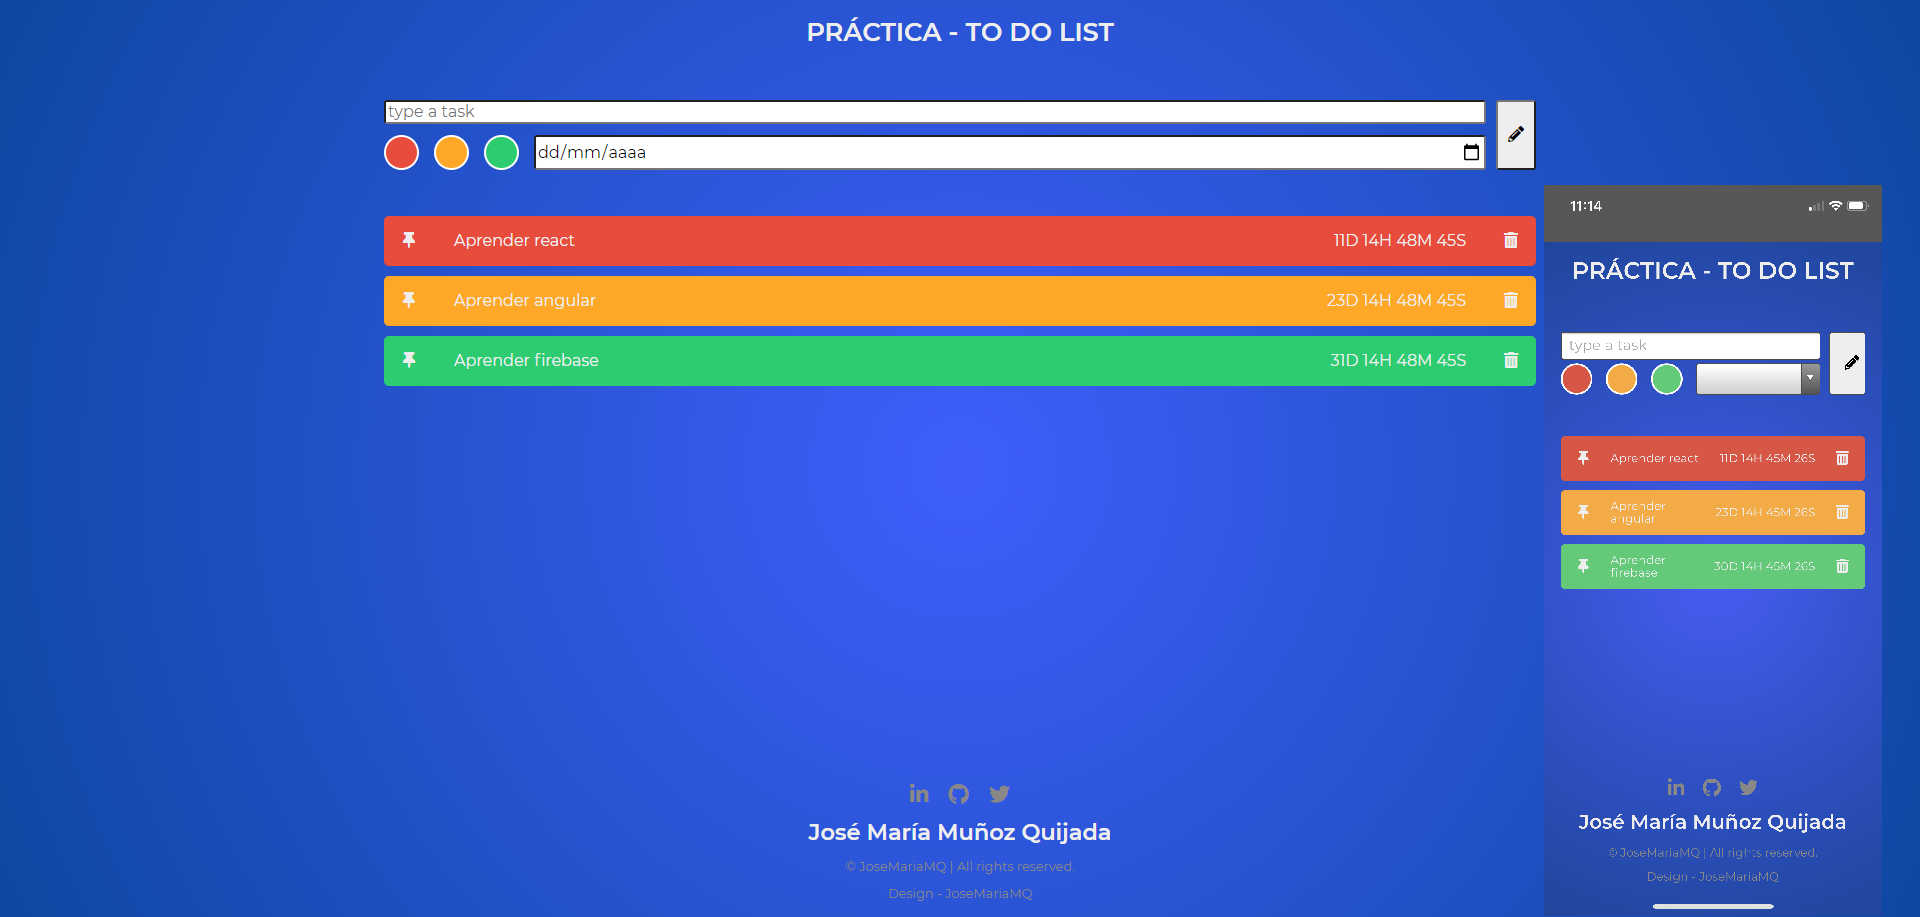 PRÁCTICA - TO DO LIST
type a task
dd/mm/aaaa
Aprender react 11D 14H 48M 45S
Aprender angular 23D 14H 48M 45S
Aprender firebase 31D 14H 48M 45S
in
José María Muñoz Quijada
© JoseMariaMQ | All rights reserved.
Design - JoseMariaMQ
11:14
PRÁCTICA - TO DO LIST
type a task
Aprender react 11D 14H 45M 26S
Aprender
angular 23D 14H 45M 26S
Aprender
firebase 30D 14H 45M 26S
in
José María Muñoz Quijada
© JoseMariaMQ | All rights reserved.
Design - JoseMariaMQ